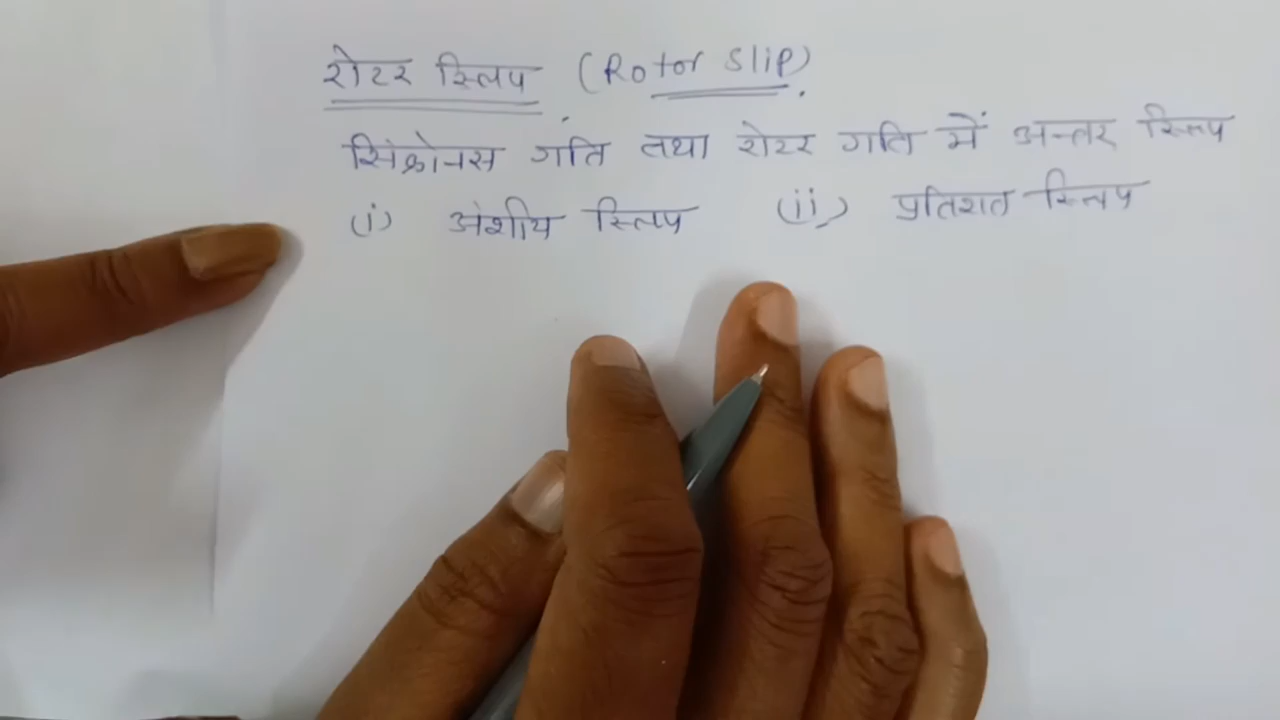 रोटर स्लिप (Rotor Slip)
सिंक्रोनस गति तथा रोटर गति में अन्तर स्लिप
(i) अंशीय स्लिप (ii) प्रतिशत स्लिप